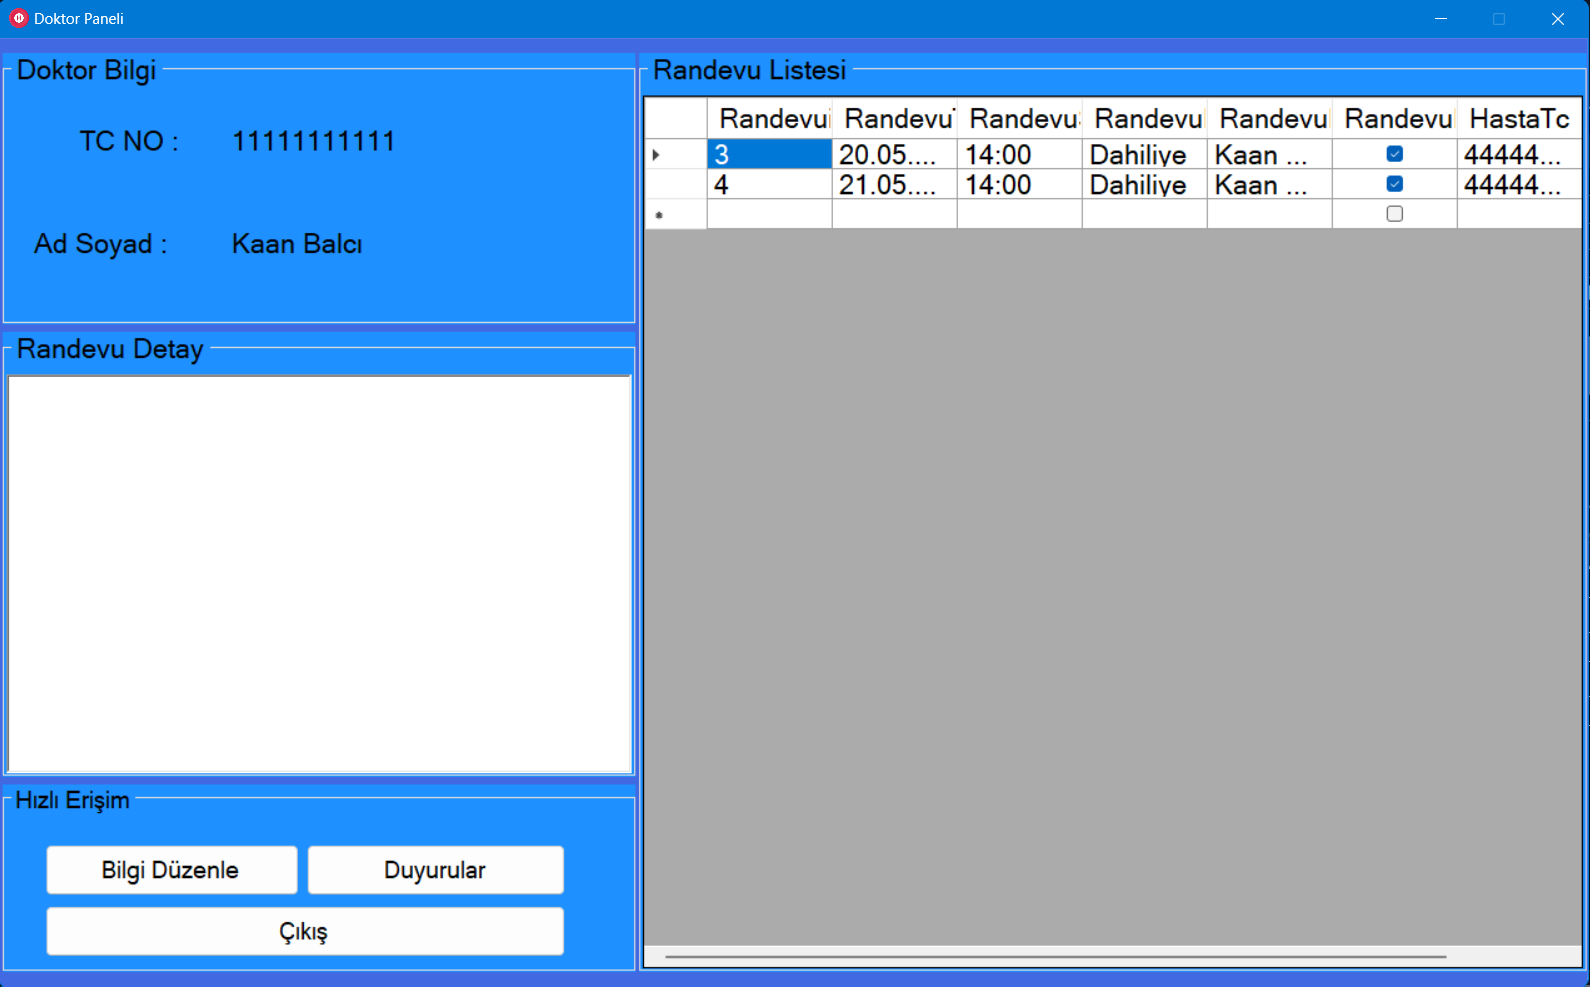 Doktor Paneli
Doktor Bilgi
TC NO : 11111111111
Ad Soyad : Kaan Balcı
Randevu Detay
Hızlı Erişim
Bilgi Düzenle Duyurular
Çıkış
Randevu Listesi
Randevui Randevu Randevu Randevu Randevu Randevu HastaTc
3 20.05.... 14:00 Dahiliye Kaan ... 44444...
4 21.05.... 14:00 Dahiliye Kaan ... 44444...